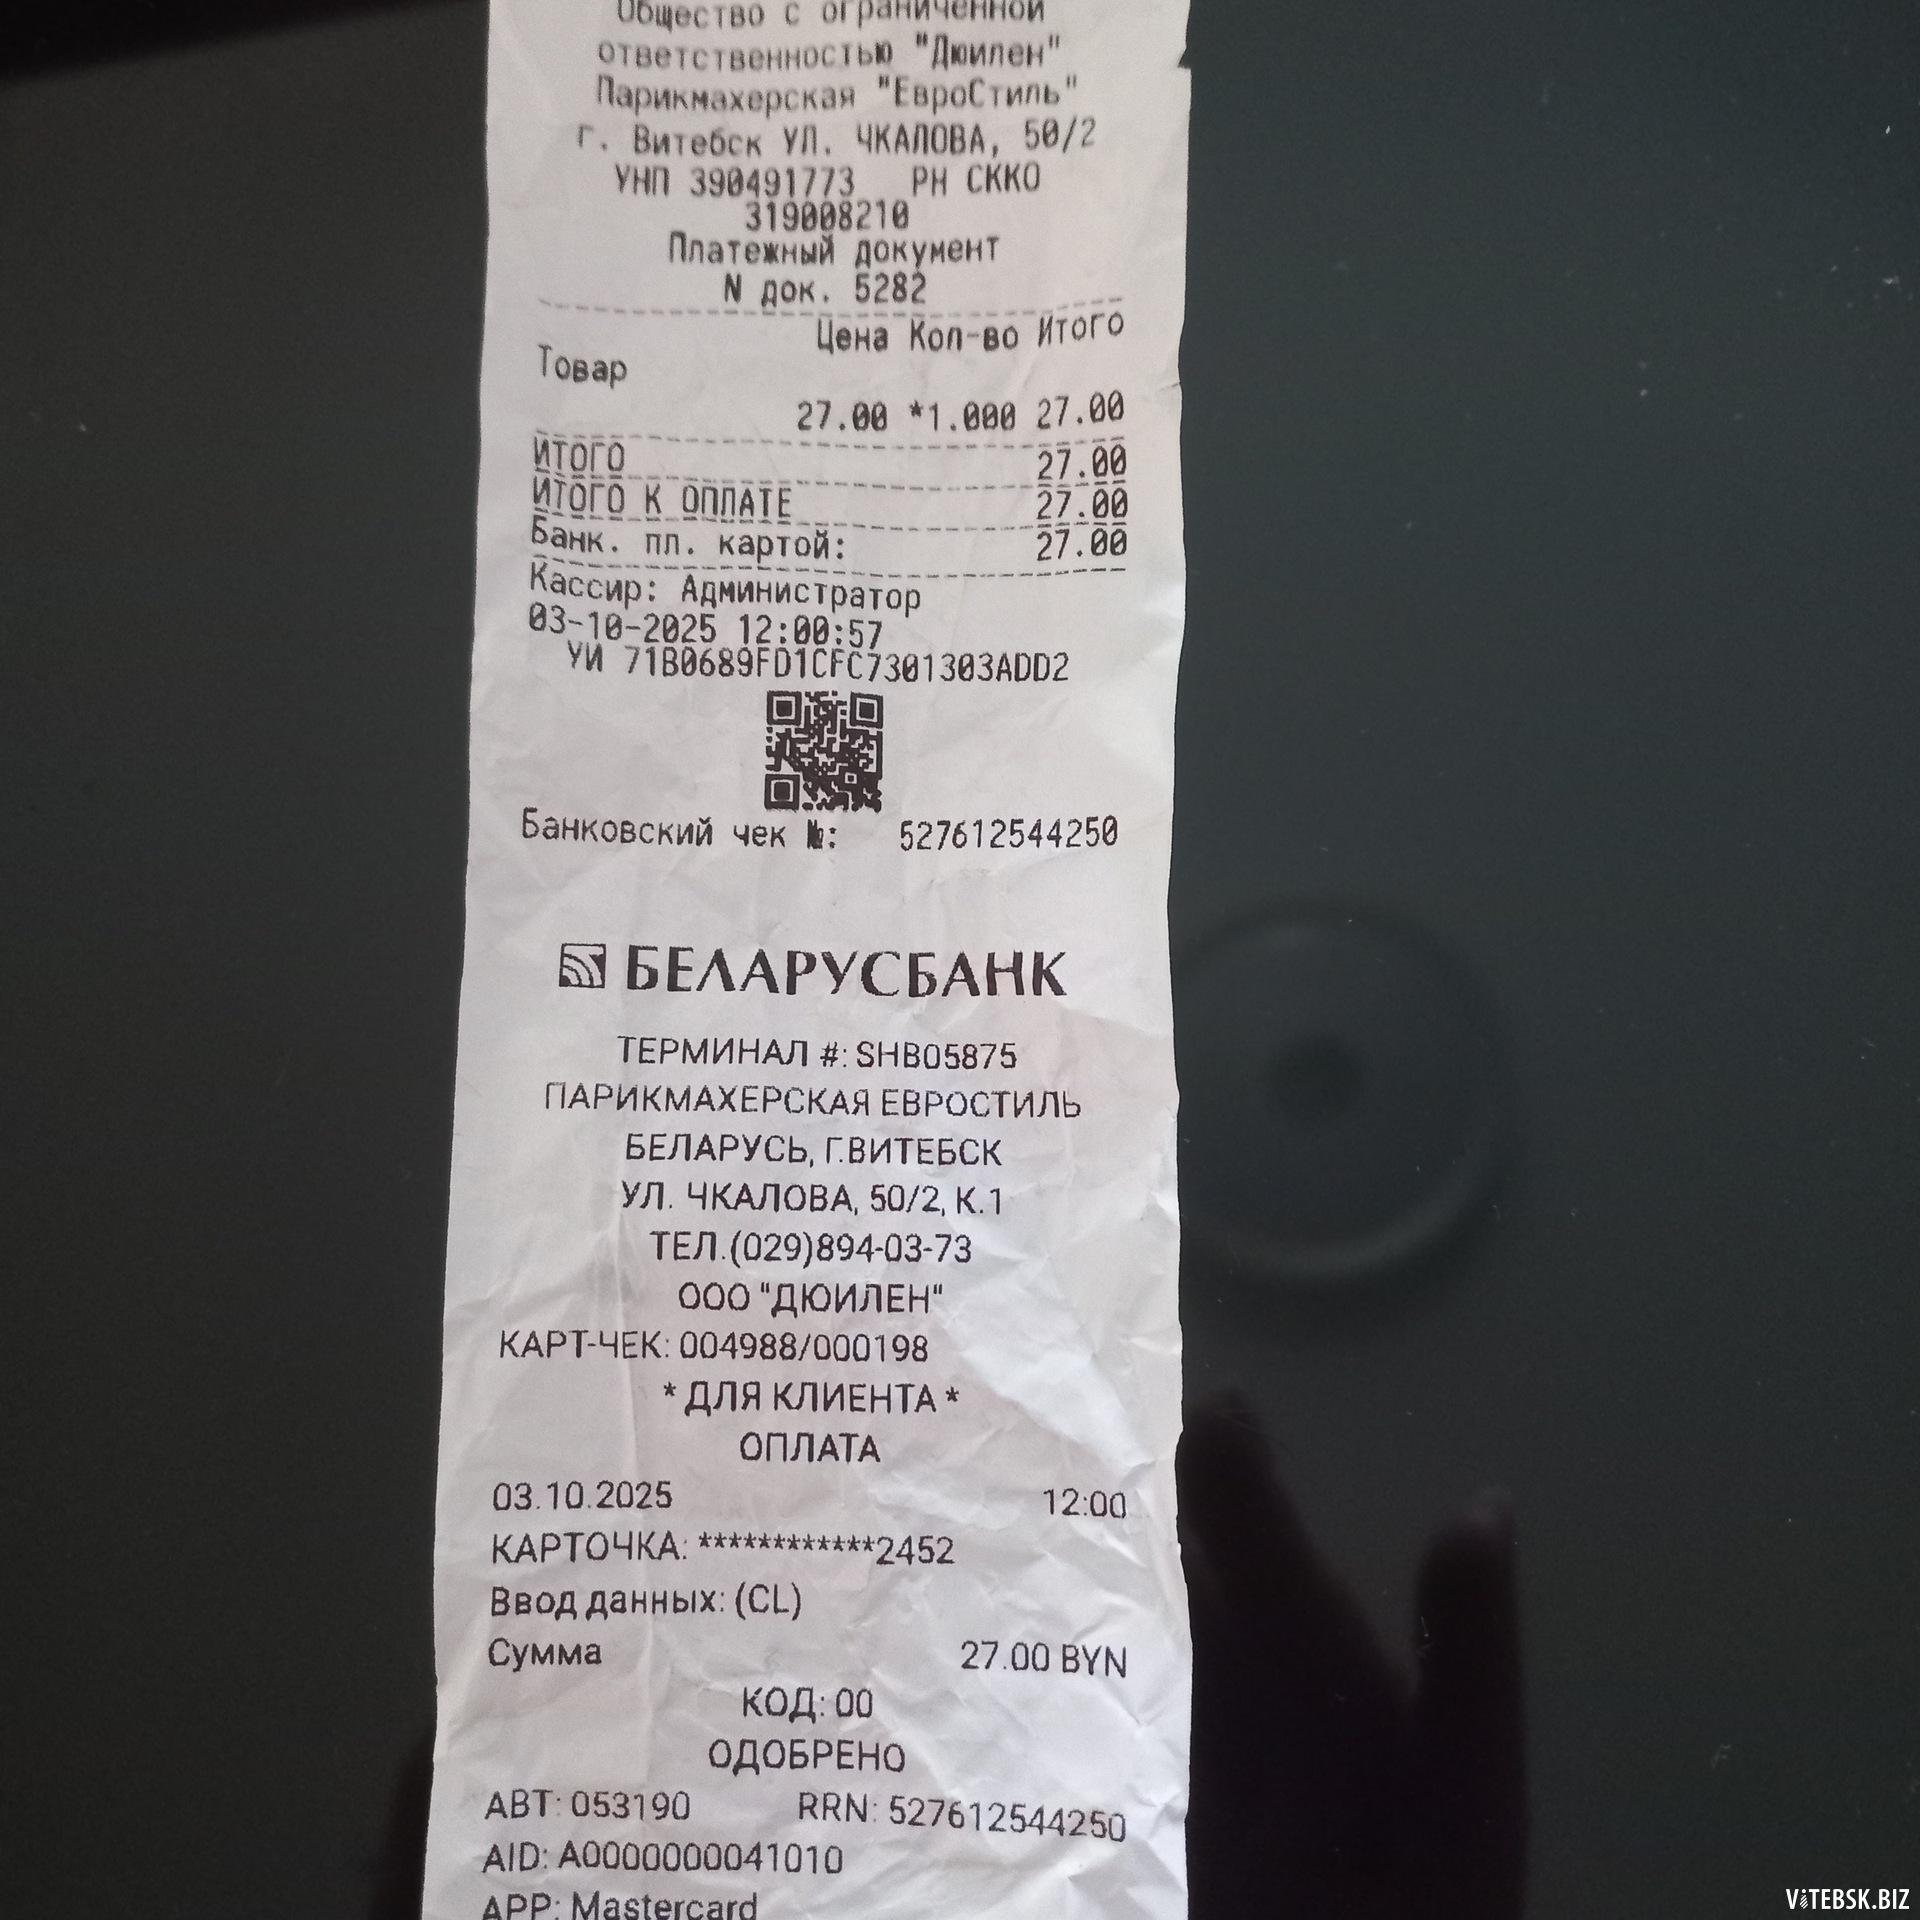 Общество с ограниченной
ответственностью "Дюилен"
Парикмахерская "ЕвроСтиль"
г. Витебск УЛ. ЧКАЛОВА, 50/2
УНП 390491773 РН СККО
319008210
Платежный документ
N док. 5282
Цена Кол-во Итого
Товар
27.00 *1.000 27.00
ИТОГО 27.00
ИТОГО К ОПЛАТЕ 27.00
Банк. пл. картой: 27.00
Кассир: Администратор
03-10-2025 12:00:57
УИ 71B0689FD1CFC7301303ADD2
Банковский чек №: 527612544250
БЕЛАРУСБАНК
ТЕРМИНАЛ #: SHB05875
ПАРИКМАХЕРСКАЯ ЕВРОСТИЛЬ
БЕЛАРУСЬ, Г.ВИТЕБСК
УЛ. ЧКАЛОВА, 50/2, К.1
ТЕЛ.(029)894-03-73
ООО "ДЮИЛЕН"
КАРТ-ЧЕК: 004988/000198
* ДЛЯ КЛИЕНТА *
ОПЛАТА
03.10.2025 12:00
КАРТОЧКА: ************2452
Ввод данных: (CL)
Сумма 27.00 BYN
КОД: 00
ОДОБРЕНО
АВТ: 053190 RRN: 527612544250
AID: A0000000041010
APP: Mastercard
ViTEBSK.BIZ